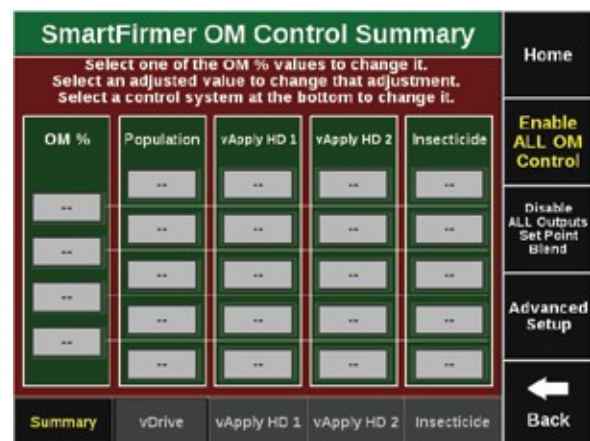 SmartFirmer OM Control Summary
Select one of the OM % values to change it.
Select an adjusted value to change that adjustment.
Select a control system at the bottom to change it.
OM %
--
--
--
--
Population
--
--
--
--
--
vApply HD 1
--
--
--
--
--
vApply HD 2
--
--
--
--
--
Insecticide
--
--
--
--
--
Summary
vDrive
vApply HD 1
vApply HD 2
Insecticide
Home
Enable
ALL OM
Control
Disable
ALL Outputs
Set Point
Blend
Advanced
Setup
Back